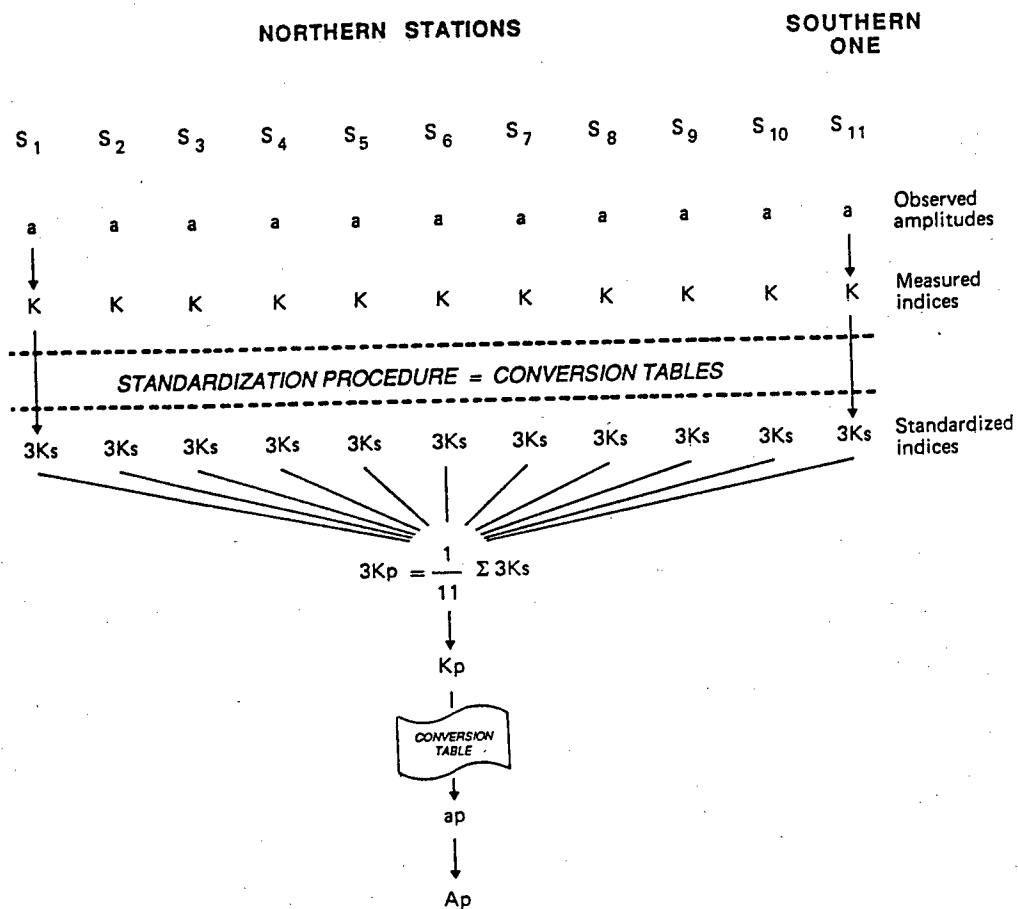 NORTHERN STATIONS
SOUTHERN
ONE
S1 S2 S3 S4 S5 S6 S7 S8 S9 S10 S11
a a a a a a a a a a a
Observed
amplitudes
K K K K K K K K K K K
Measured
indices
STANDARDIZATION PROCEDURE = CONVERSION TABLES
3Ks 3Ks 3Ks 3Ks 3Ks 3Ks 3Ks 3Ks 3Ks 3Ks 3Ks
Standardized
indices
3Kp = 1/11 Σ 3Ks
Kp
CONVERSION
TABLE
ap
Ap